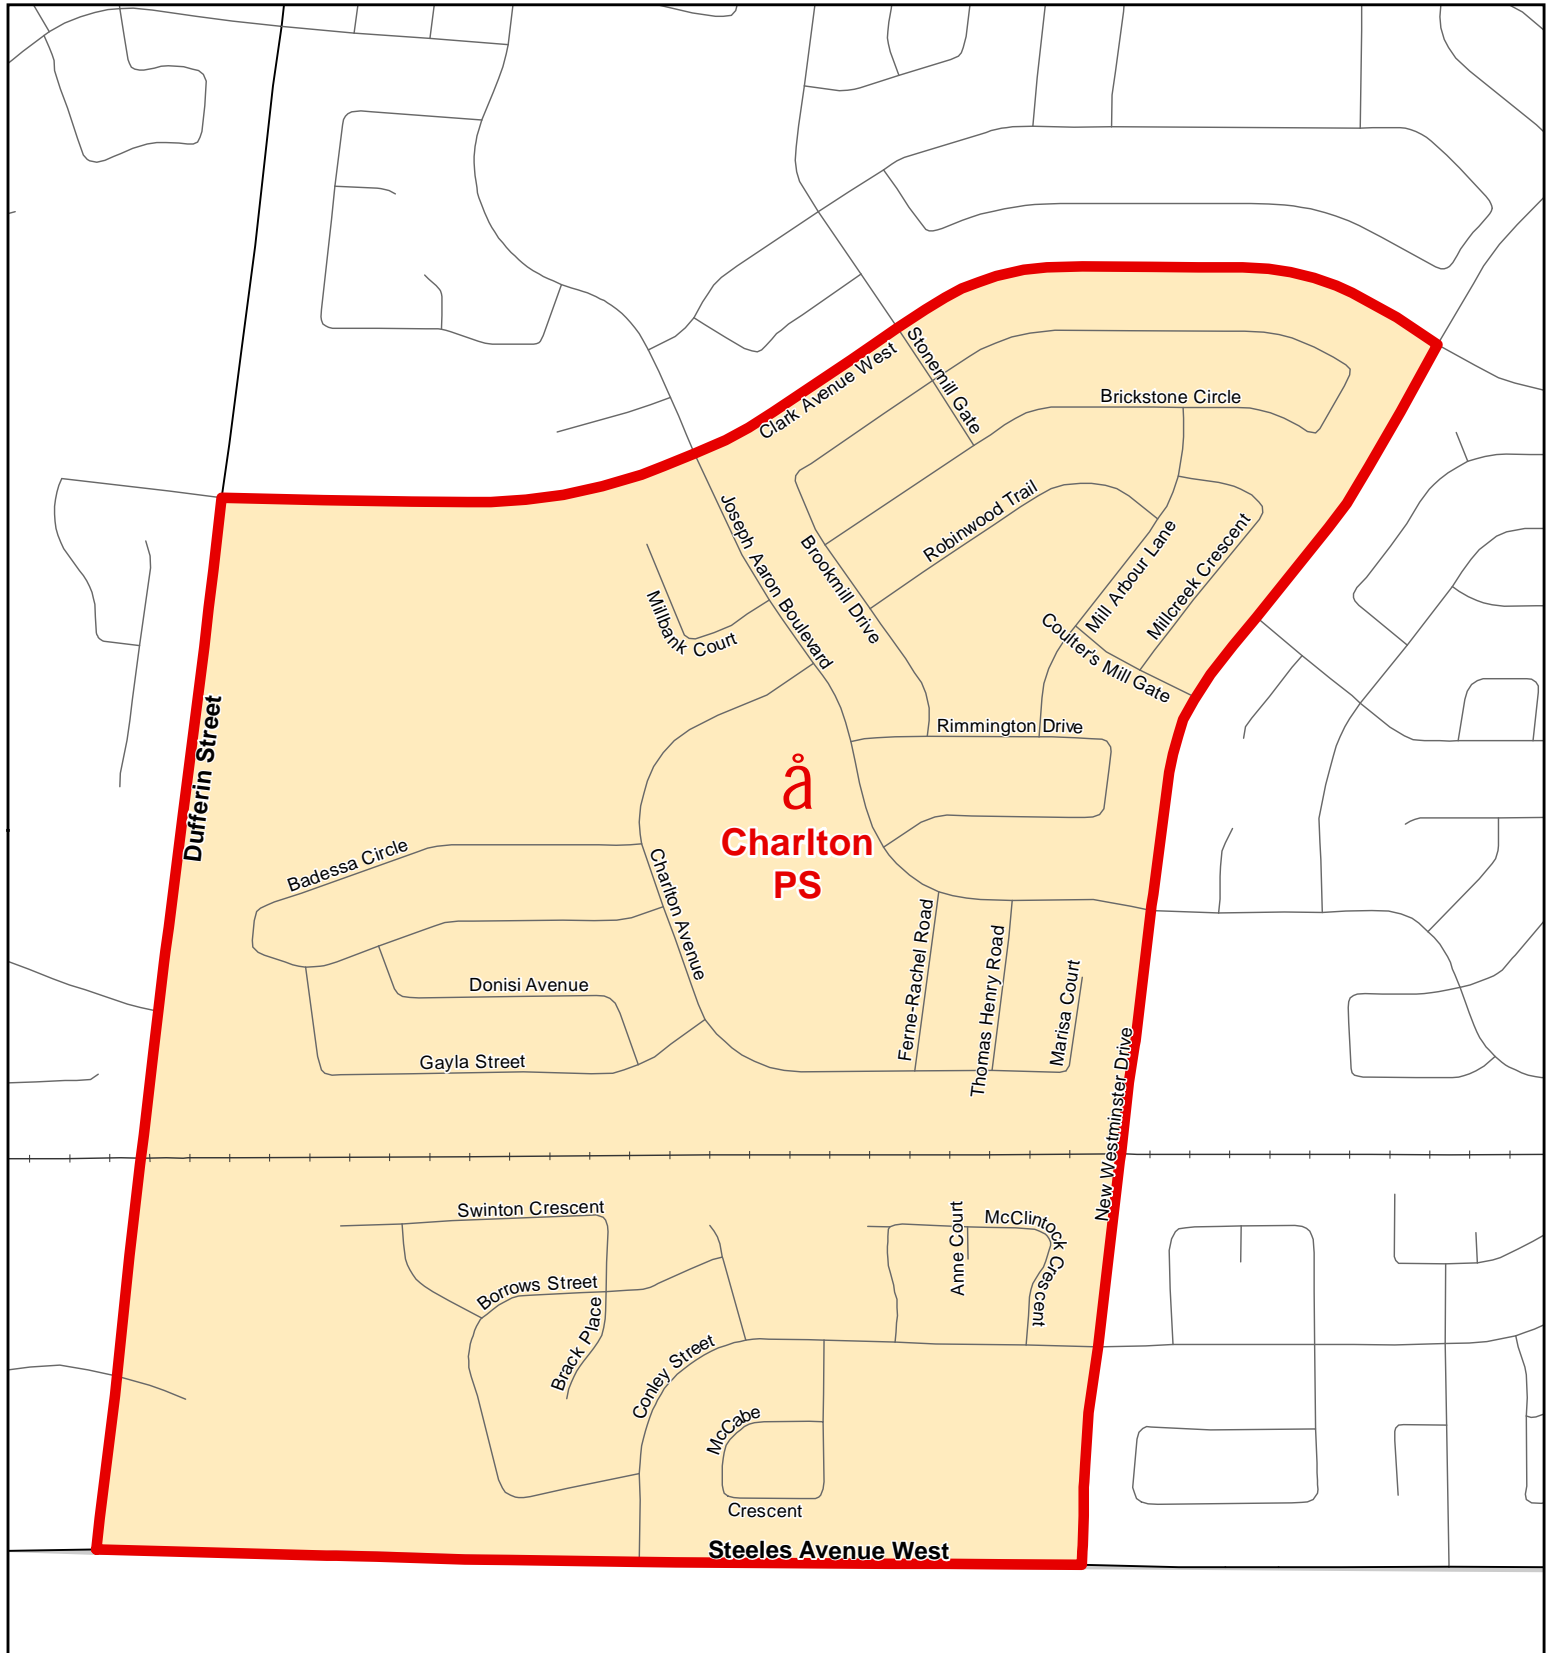 Stonemill Gate
Clark Avenue West
Brickstone Circle
Joseph Aaron Boulevard
Robinwood Trail
Brookmill Drive
Mill Arbour Lane
Millcreek Crescent
Millbank Court
Coulter's Mill Gate
Dufferin Street
Rimmington Drive
å
Charlton
PS
Badessa Circle
Charlton Avenue
Ferne-Rachel Road
Thomas Henry Road
Marisa Court
Donisi Avenue
Gayla Street
New Westminster Drive
Swinton Crescent
Anne Court
McClintock Crescent
Borrows Street
Brack Place
Conley Street
McCabe
Crescent
Steeles Avenue West